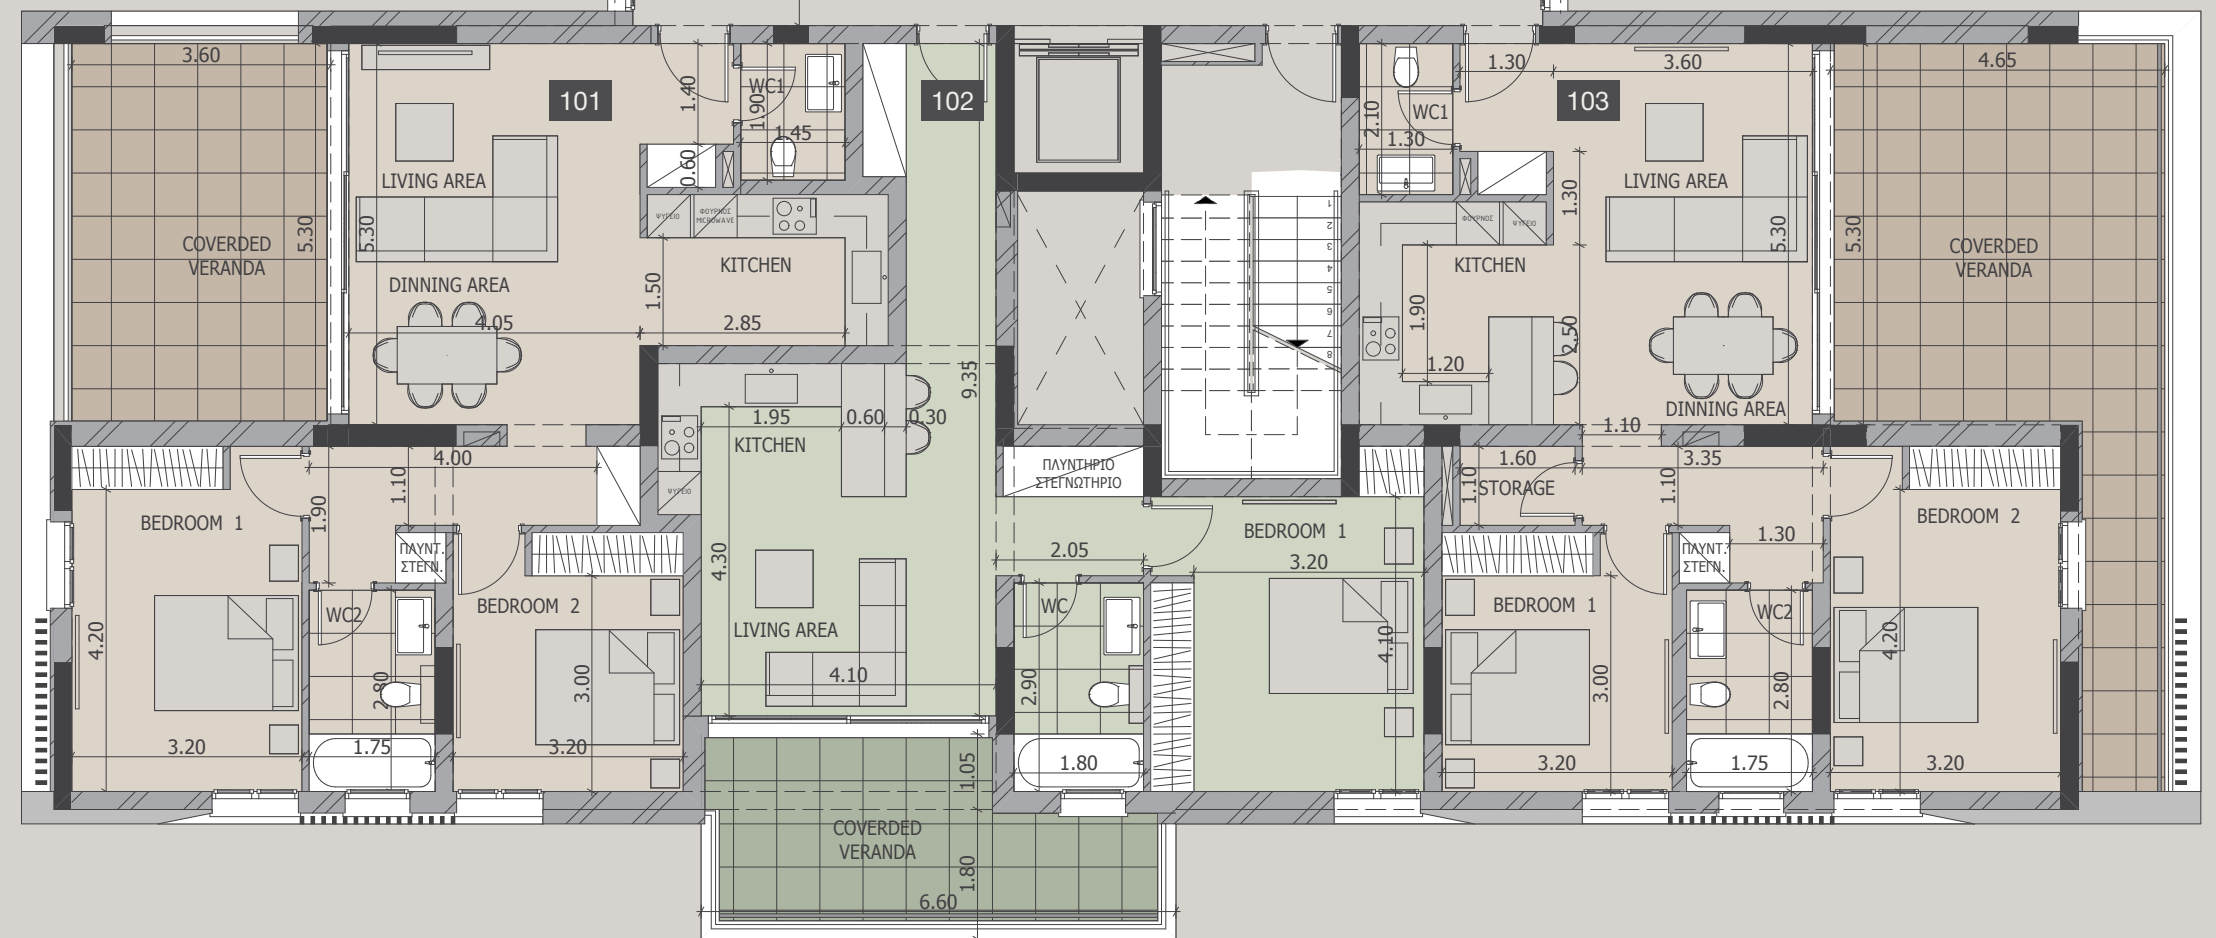 3.60
5.30
COVERDED
VERANDA
101
LIVING AREA
5.30
DINNING AREA
4.05
1.40
0.60
WC1
1.90
1.45
ΨΥΓΕΙΟ
ΦΟΥΡΝΟΣ
MICROWAVE
KITCHEN
1.50
2.85
4.00
1.90
1.10
BEDROOM 1
4.20
3.20
WC2
2.80
1.75
ΠΛΥΝΤ.
ΣΤΕΓΝ.
BEDROOM 2
3.00
3.20
102
9.35
1.95
0.60
0.30
KITCHEN
ΨΥΓΕΙΟ
4.30
LIVING AREA
4.10
1.05
COVERDED
VERANDA
1.80
6.60
ΠΛΥΝΤΗΡΙΟ
ΣΤΕΓΝΩΤΗΡΙΟ
2.05
WC
2.90
1.80
BEDROOM 1
3.20
4.10
1
2
3
4
5
6
7
8
103
1.30
3.60
2.10
WC1
1.30
LIVING AREA
1.30
ΦΟΥΡΝΟΣ
ΨΥΓΕΙΟ
KITCHEN
1.90
1.20
2.50
5.30
DINNING AREA
5.30
4.65
COVERDED
VERANDA
1.10
1.60
1.10
STORAGE
3.35
1.10
1.30
ΠΛΥΝΤ.
ΣΤΕΓΝ.
BEDROOM 1
3.00
3.20
WC2
2.80
1.75
BEDROOM 2
4.20
3.20